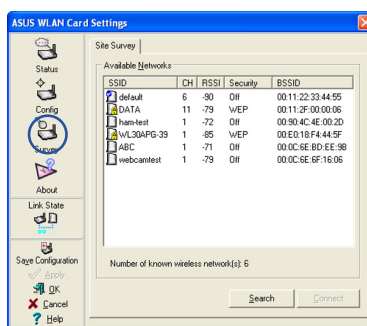 ASUS WLAN Card Settings
Status
Config
Survey
About
Link State
Save Configuration
Apply
OK
Cancel
Help
Site Survey
Available Networks
SSID CH RSSI Security BSSID
default 6 -90 Off 00:11:22:33:44:55
DATA 11 -79 WEP 00:11:2F:00:00:06
ham-test 1 -72 Off 00:90:4C:4E:00:2D
WL30APG-39 1 -85 WEP 00:E0:18:F4:44:5F
ABC 1 -71 Off 00:0C:6E:BD:EE:9B
webcamtest 1 -79 Off 00:0C:6E:6F:16:06
Number of known wireless network(s): 6
Search
Connect